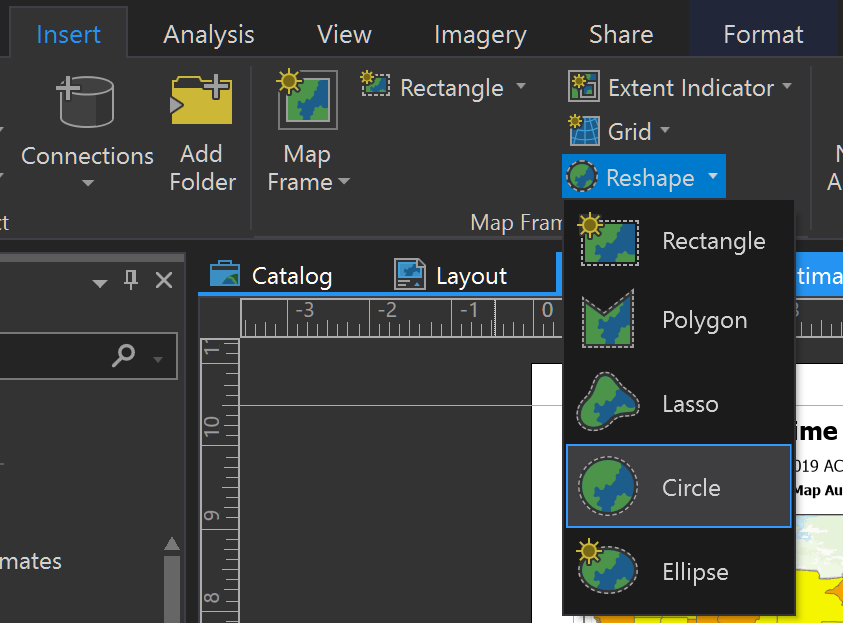 Insert Analysis View Imagery Share Format
Connections
Add Folder
Map Frame
Rectangle
Extent Indicator
Grid
Reshape
Map Fram
Rectangle
Polygon
Lasso
Circle
Ellipse
Catalog Layout tima
-3 -2 -1 0
10
9
8
ime
019 AC
Map Au
mates